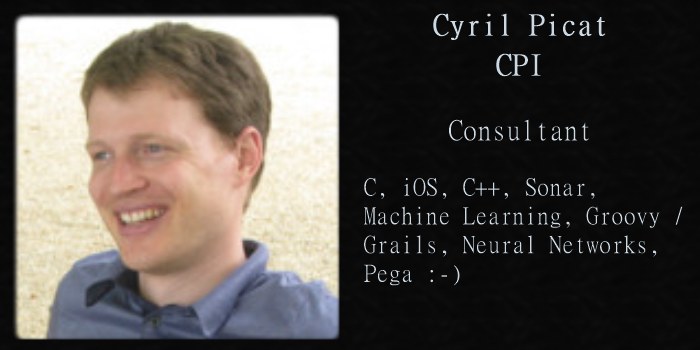 Cyril Picat
CPI
Consultant
C, iOS, C++, Sonar,
Machine Learning, Groovy /
Grails, Neural Networks,
Pega :-)